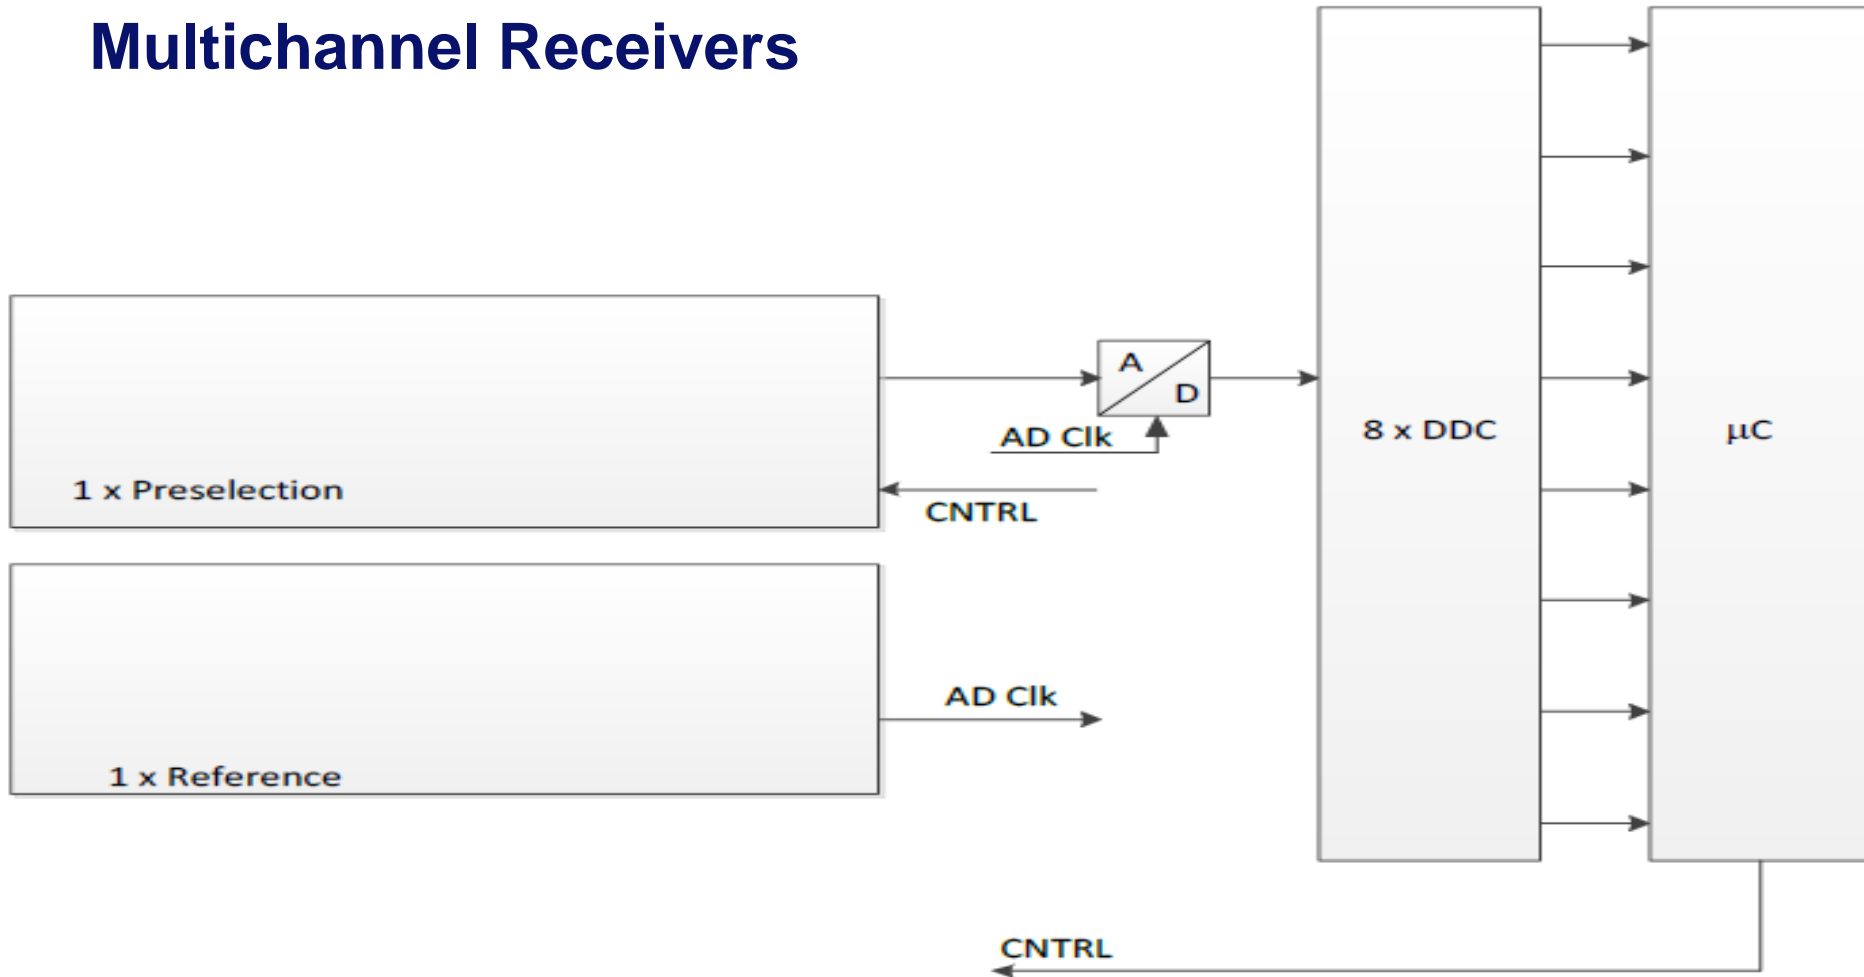 Multichannel Receivers
A
D
AD Clk
8 x DDC
µC
1 x Preselection
CNTRL
AD Clk
1 x Reference
CNTRL